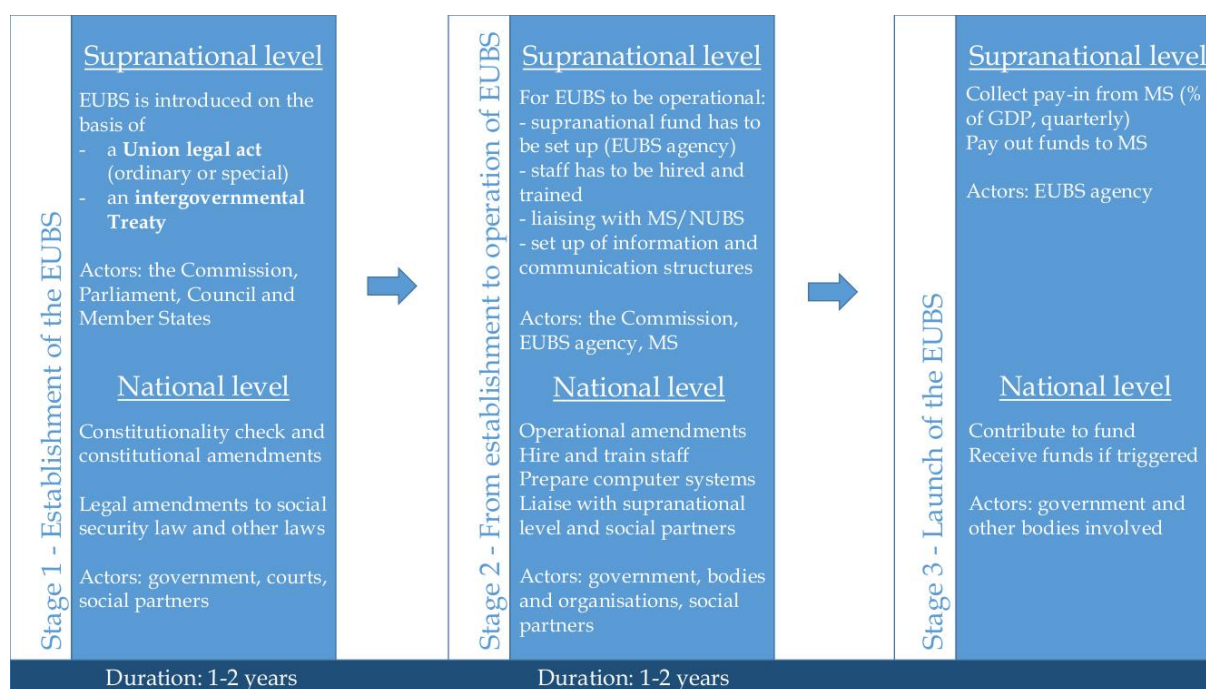 Stage 1 - Establishment of the EUBS
Supranational level
EUBS is introduced on the
basis of
- a Union legal act
(ordinary or special)
- an intergovernmental
Treaty
Actors: the Commission,
Parliament, Council and
Member States
National level
Constitutionality check and
constitutional amendments
Legal amendments to social
security law and other laws
Actors: government, courts,
social partners
Duration: 1-2 years
Stage 2 - From establishment to operation of EUBS
Supranational level
For EUBS to be operational:
- supranational fund has to
be set up (EUBS agency)
- staff has to be hired and
trained
- liaising with MS/NUBS
- set up of information and
communication structures
Actors: the Commission,
EUBS agency, MS
National level
Operational amendments
Hire and train staff
Prepare computer systems
Liaise with supranational
level and social partners
Actors: government, bodies
and organisations, social
partners
Duration: 1-2 years
Stage 3 - Launch of the EUBS
Supranational level
Collect pay-in from MS (%
of GDP, quarterly)
Pay out funds to MS
Actors: EUBS agency
National level
Contribute to fund
Receive funds if triggered
Actors: government and
other bodies involved